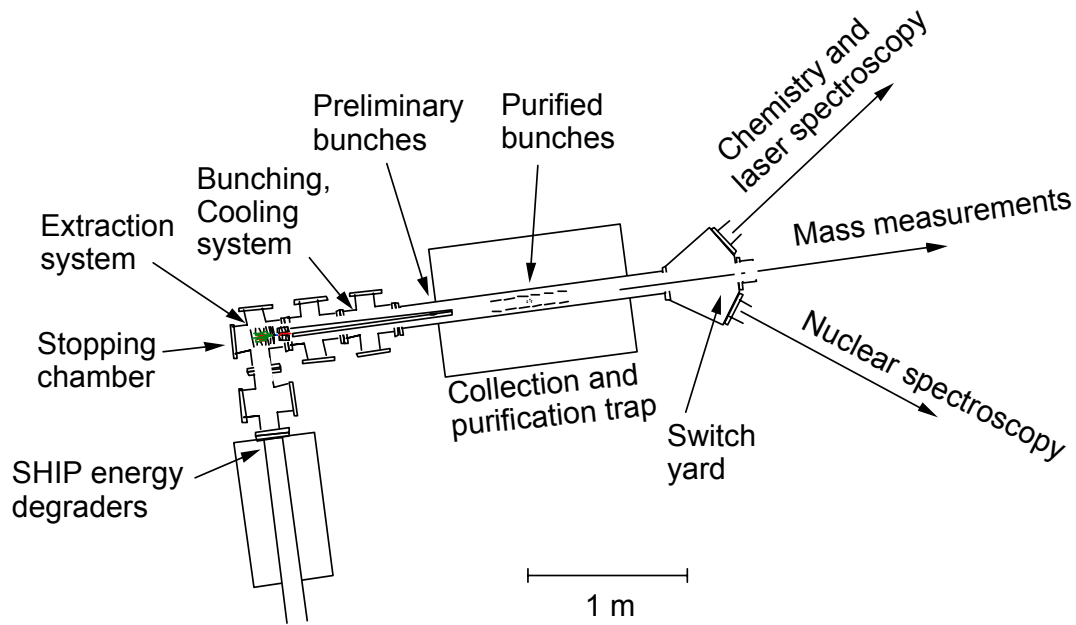 Chemistry and
laser spectroscopy
Preliminary
bunches
Purified
bunches
Bunching,
Cooling
system
Extraction
system
Mass measurements
Stopping
chamber
Nuclear spectroscopy
Collection and
purification trap
Switch
yard
SHIP energy
degraders
1 m